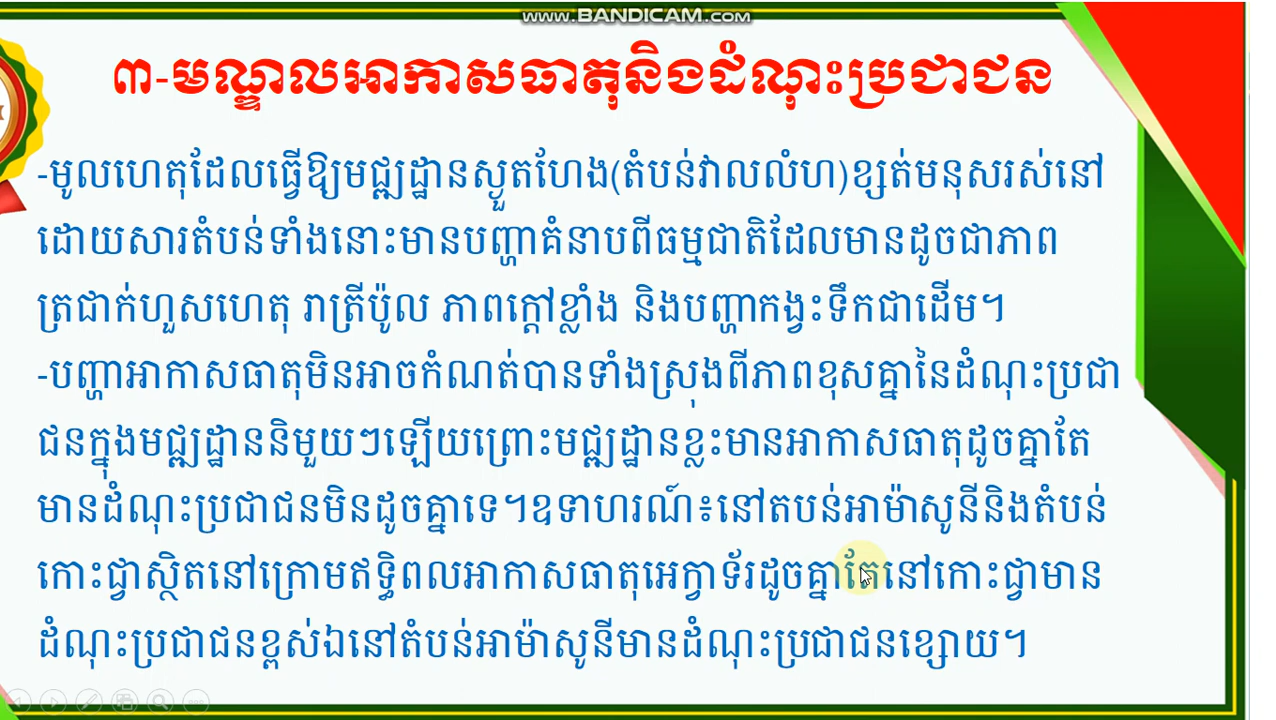 www.BANDICAM.com
៣-មណ្ឌលអាកាសធាតុនិងដំណុះប្រជាជន
-មូលហេតុដែលធ្វើឱ្យមជ្ឈដ្ឋានស្ងួតហែង(តំបន់វាលលំហ)ខ្សត់មនុសរស់នៅ
ដោយសារតំបន់ទាំងនោះមានបញ្ហាគំនាបពីធម្មជាតិដែលមានដូចជាភាព
ត្រជាក់ហួសហេតុ រាត្រីប៉ូល ភាពក្តៅខ្លាំង និងបញ្ហាកង្វះទឹកជាដើម។
-បញ្ហាអាកាសធាតុមិនអាចកំណត់បានទាំងស្រុងពីភាពខុសគ្នានៃដំណុះប្រជា
ជនក្នុងមជ្ឈដ្ឋាននិមួយៗឡើយព្រោះមជ្ឈដ្ឋានខ្លះមានអាកាសធាតុដូចគ្នាតែ
មានដំណុះប្រជាជនមិនដូចគ្នាទេ។ឧទាហរណ៍៖នៅតបន់អាម៉ាសូនីនិងតំបន់
កោះជ្វាស្ថិតនៅក្រោមឥទ្ធិពលអាកាសធាតុអេក្វាទ័រដូចគ្នាតែនៅកោះជ្វាមាន
ដំណុះប្រជាជនខ្ពស់ឯនៅតំបន់អាម៉ាសូនីមានដំណុះប្រជាជនខ្សោយ។